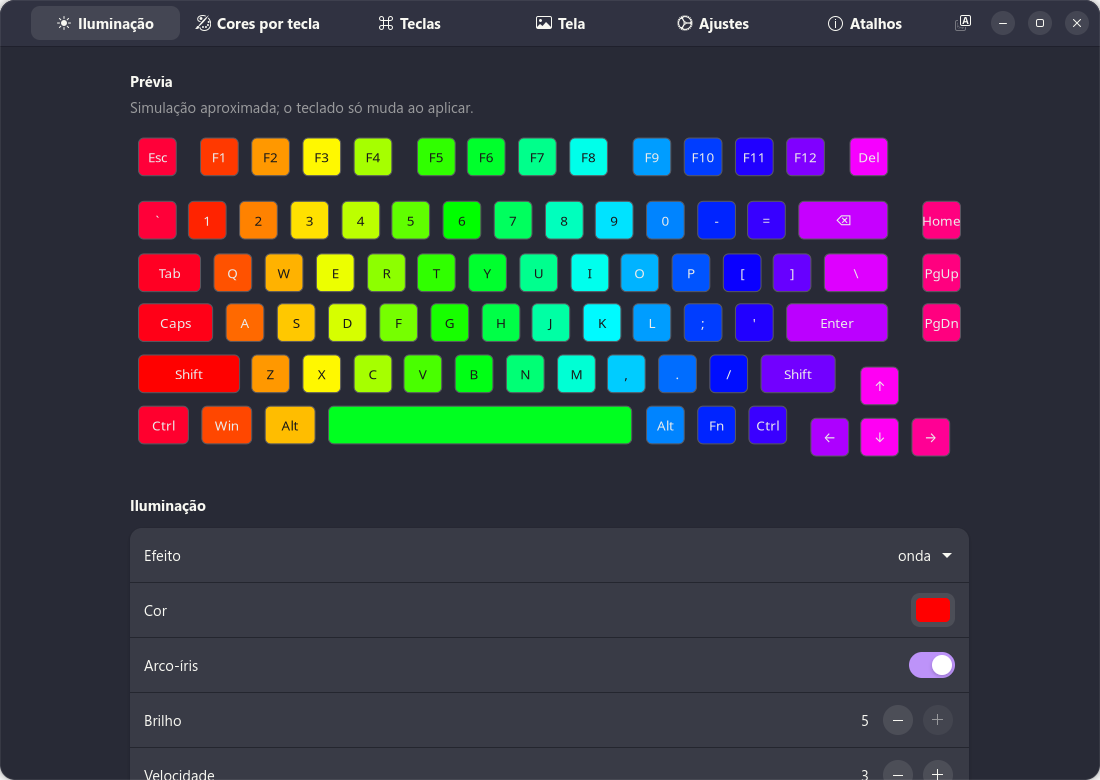 Iluminação Cores por tecla Teclas Tela Ajustes Atalhos A
Prévia
Simulação aproximada; o teclado só muda ao aplicar.
Esc F1 F2 F3 F4 F5 F6 F7 F8 F9 F10 F11 F12 Del
` 1 2 3 4 5 6 7 8 9 0 - = ⌫ Home
Tab Q W E R T Y U I O P [ ] \ PgUp
Caps A S D F G H J K L ; ' Enter PgDn
Shift Z X C V B N M , . / Shift ↑
Ctrl Win Alt Alt Fn Ctrl ← ↓ →
Iluminação
Efeito onda
Cor
Arco-íris
Brilho 5 − +
Velocidade 3 − +